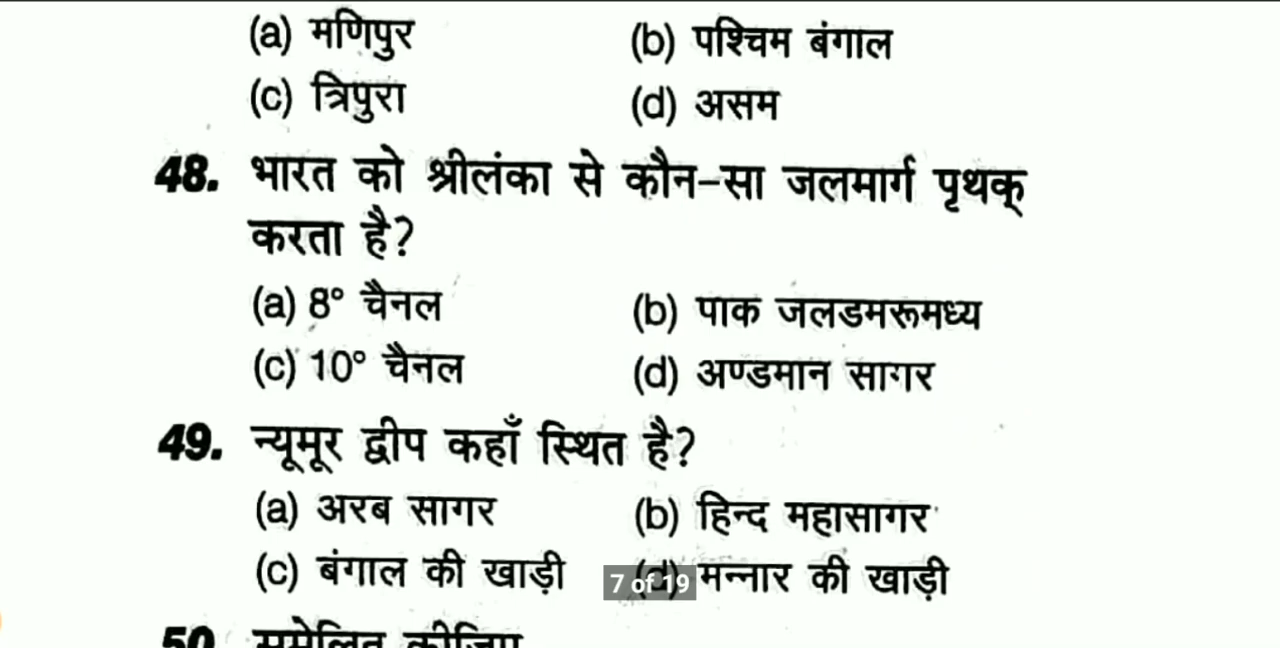 (a) मणिपुर (b) पश्चिम बंगाल
(c) त्रिपुरा (d) असम
48. भारत को श्रीलंका से कौन-सा जलमार्ग पृथक्
करता है?
(a) 8° चैनल (b) पाक जलडमरूमध्य
(c) 10° चैनल (d) अण्डमान सागर
49. न्यूमूर द्वीप कहाँ स्थित है?
(a) अरब सागर (b) हिन्द महासागर
(c) बंगाल की खाड़ी (d) मन्नार की खाड़ी
7 of 19
50. सुमेलित कीजिए